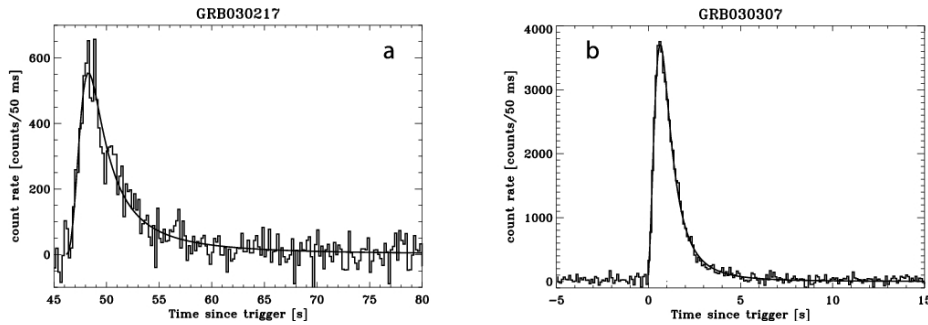 GRB030217
a
count rate [counts/50 ms]
600
400
200
0
45 50 55 60 65 70 75 80
Time since trigger [s]
GRB030307
b
count rate [counts/50 ms]
4000
3000
2000
1000
0
−5 0 5 10 15
Time since trigger [s]